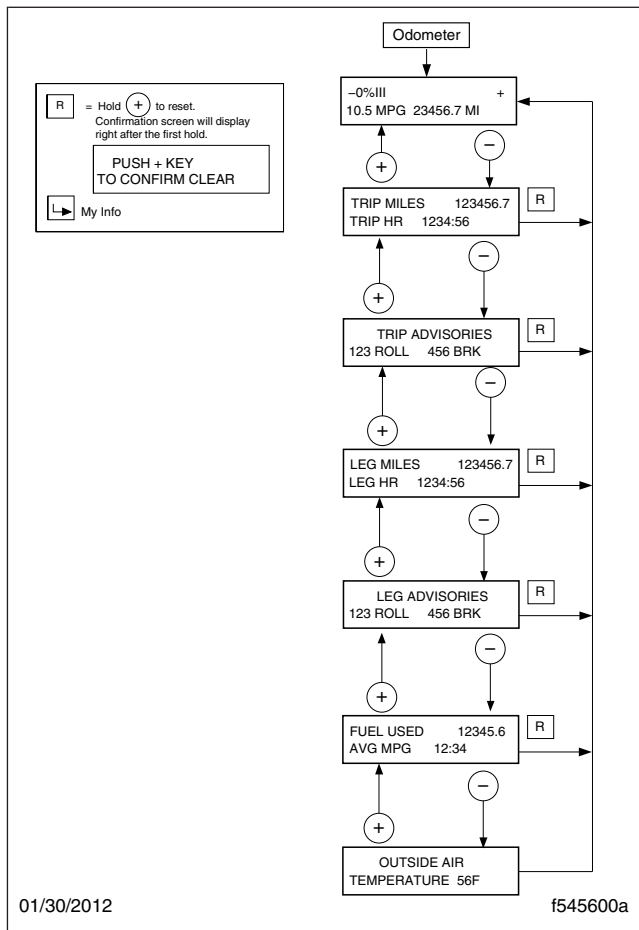 Odometer
R = Hold + to reset.
Confirmation screen will display
right after the first hold.
PUSH + KEY
TO CONFIRM CLEAR
My Info
−0%III +
10.5 MPG 23456.7 MI
+ −
TRIP MILES 123456.7 R
TRIP HR 1234:56
+ −
TRIP ADVISORIES R
123 ROLL 456 BRK
+ −
LEG MILES 123456.7 R
LEG HR 1234:56
+ −
LEG ADVISORIES R
123 ROLL 456 BRK
+ −
FUEL USED 12345.6 R
AVG MPG 12:34
+ −
OUTSIDE AIR
TEMPERATURE 56F
01/30/2012 f545600a